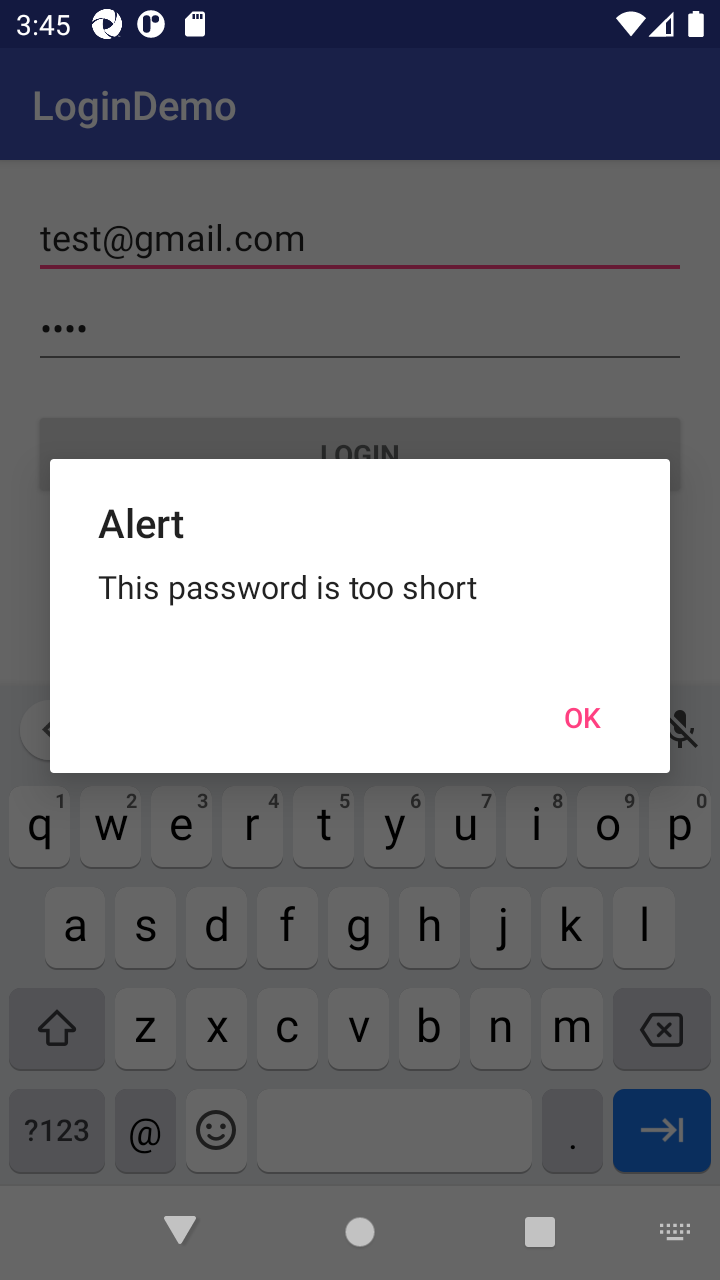 3:45
LoginDemo
test@gmail.com
••••
LOGIN
Alert
This password is too short
OK
1 2 3 4 5 6 7 8 9 0
q w e r t y u i o p
a s d f g h j k l
z x c v b n m
?123 @ .